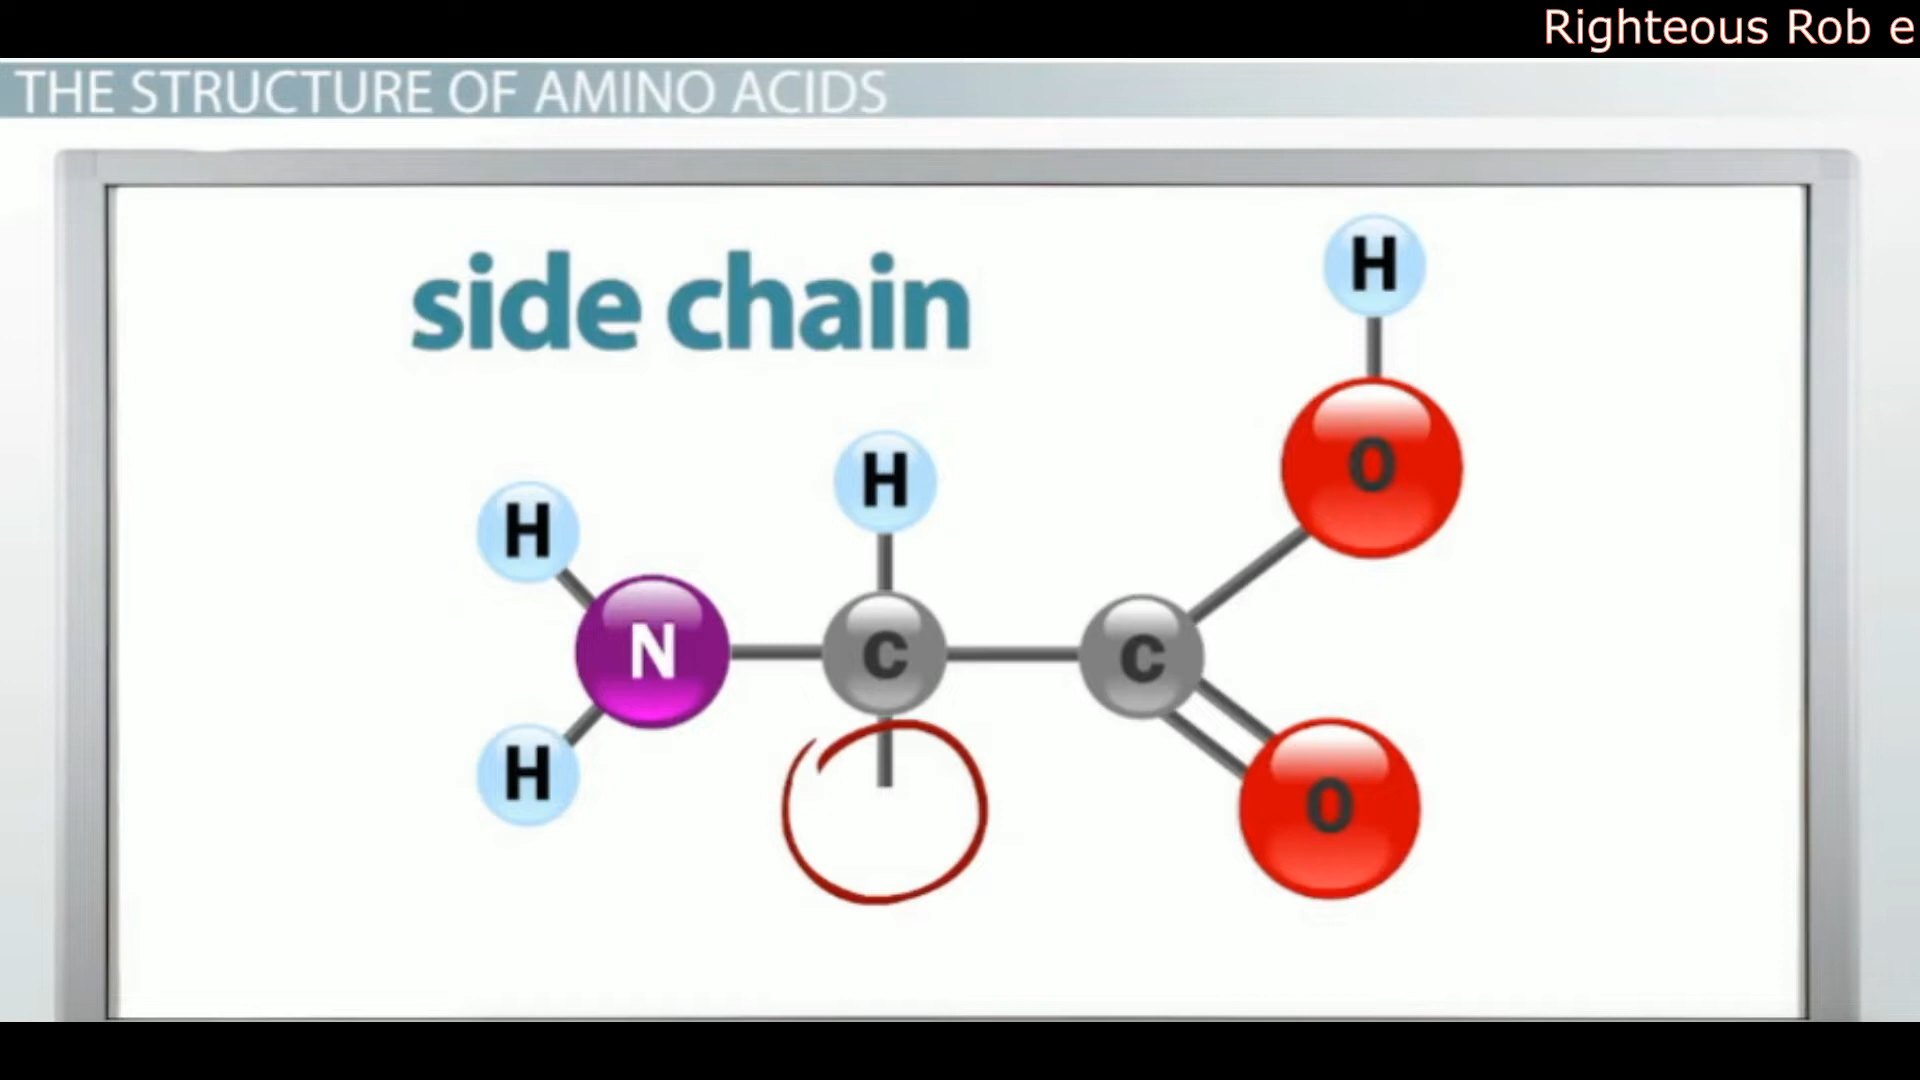 Righteous Rob e
THE STRUCTURE OF AMINO ACIDS
side chain
H
H
H
O
N
C
C
H
O